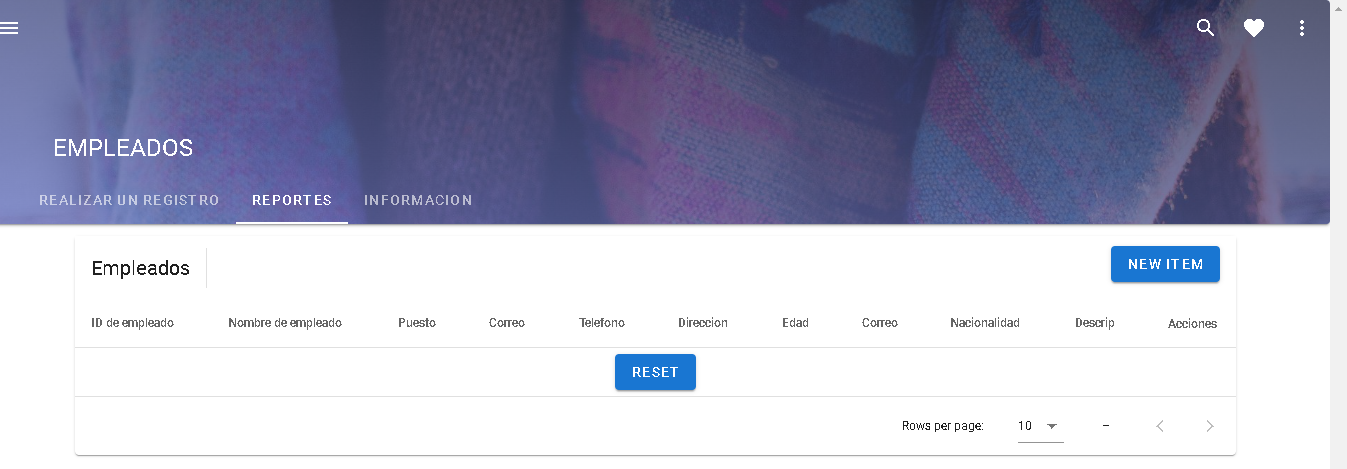 EMPLEADOS
REALIZAR UN REGISTRO REPORTES INFORMACION
Empleados NEW ITEM
ID de empleado Nombre de empleado Puesto Correo Telefono Direccion Edad Correo Nacionalidad Descrip Acciones
RESET
Rows per page: 10 –